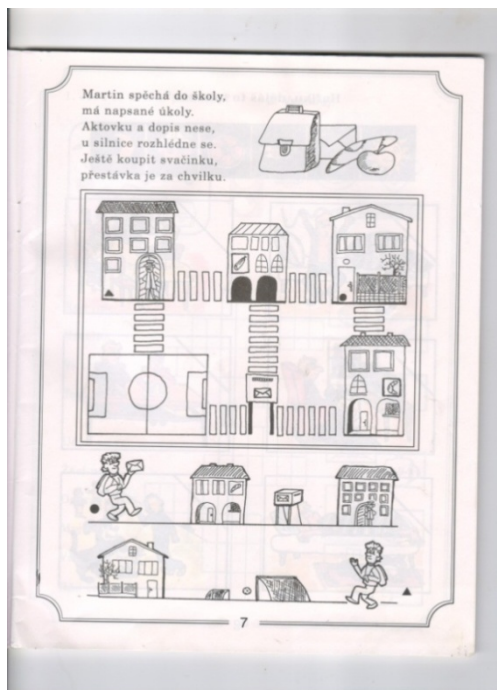 Martin spěchá do školy,
má napsané úkoly.
Aktovku a dopis nese,
u silnice rozhlédne se.
Ještě koupit svačinku,
přestávka je za chvilku.
7